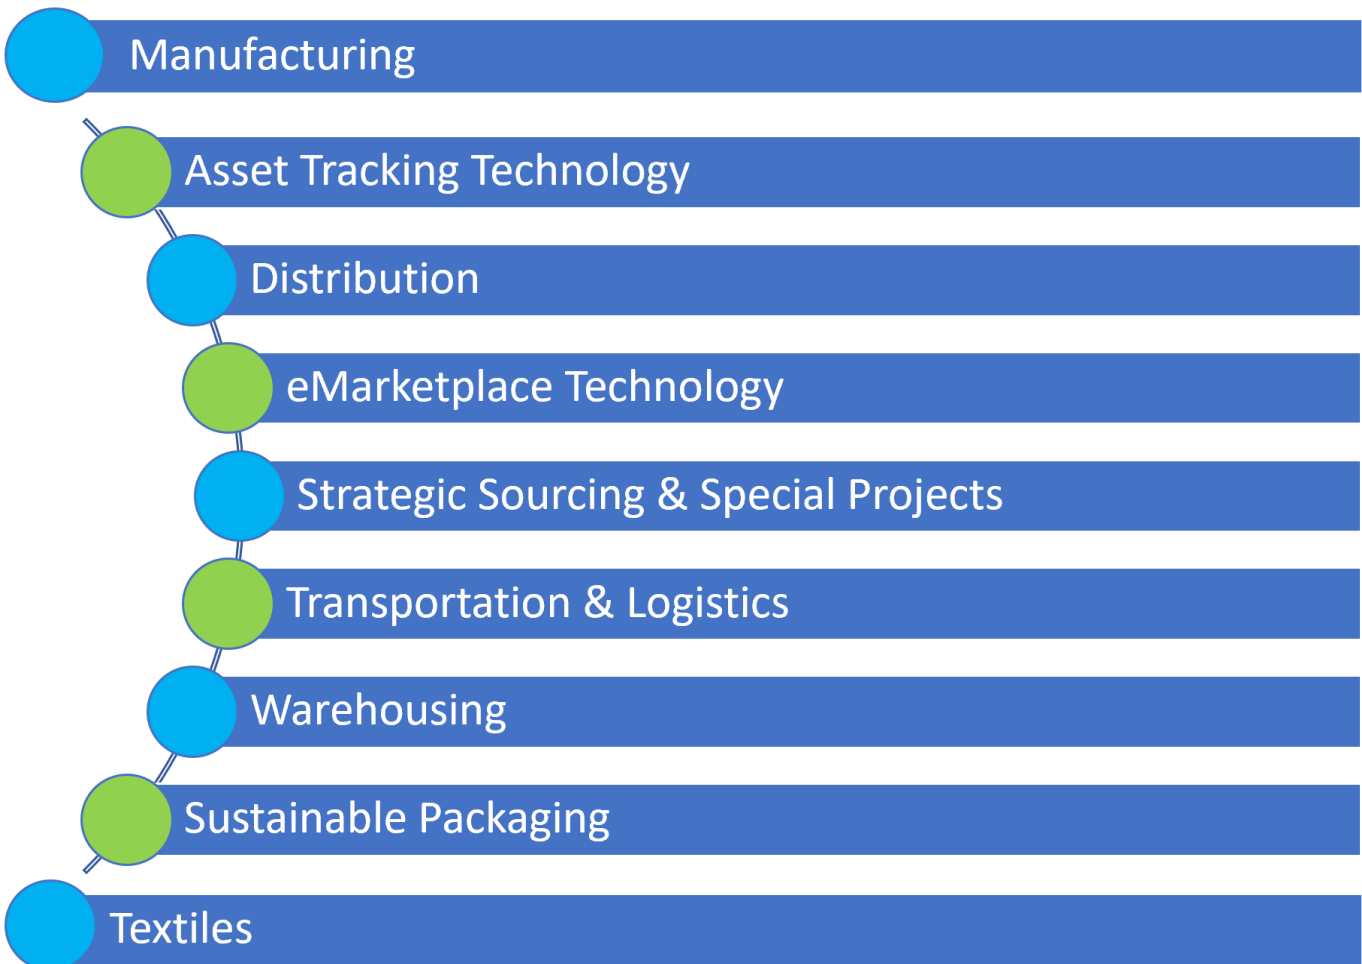 Manufacturing
Asset Tracking Technology
Distribution
eMarketplace Technology
Strategic Sourcing & Special Projects
Transportation & Logistics
Warehousing
Sustainable Packaging
Textiles